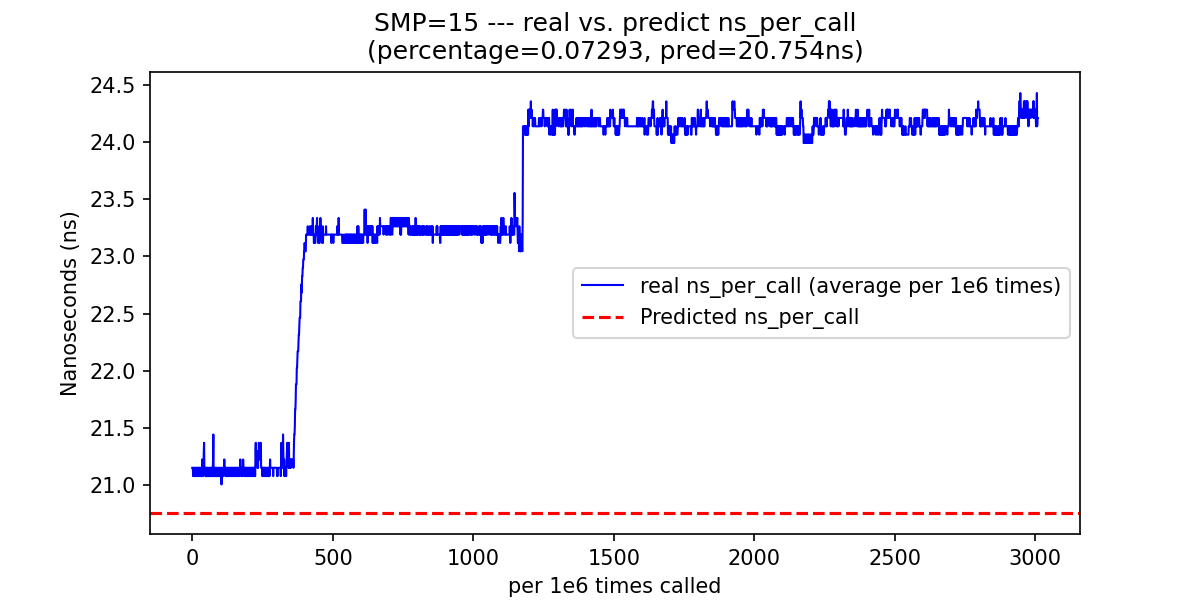 SMP=15 --- real vs. predict ns_per_call
(percentage=0.07293, pred=20.754ns)
Nanoseconds (ns)
24.5
24.0
23.5
23.0
22.5
22.0
21.5
21.0
real ns_per_call (average per 1e6 times)
Predicted ns_per_call
0 500 1000 1500 2000 2500 3000
per 1e6 times called